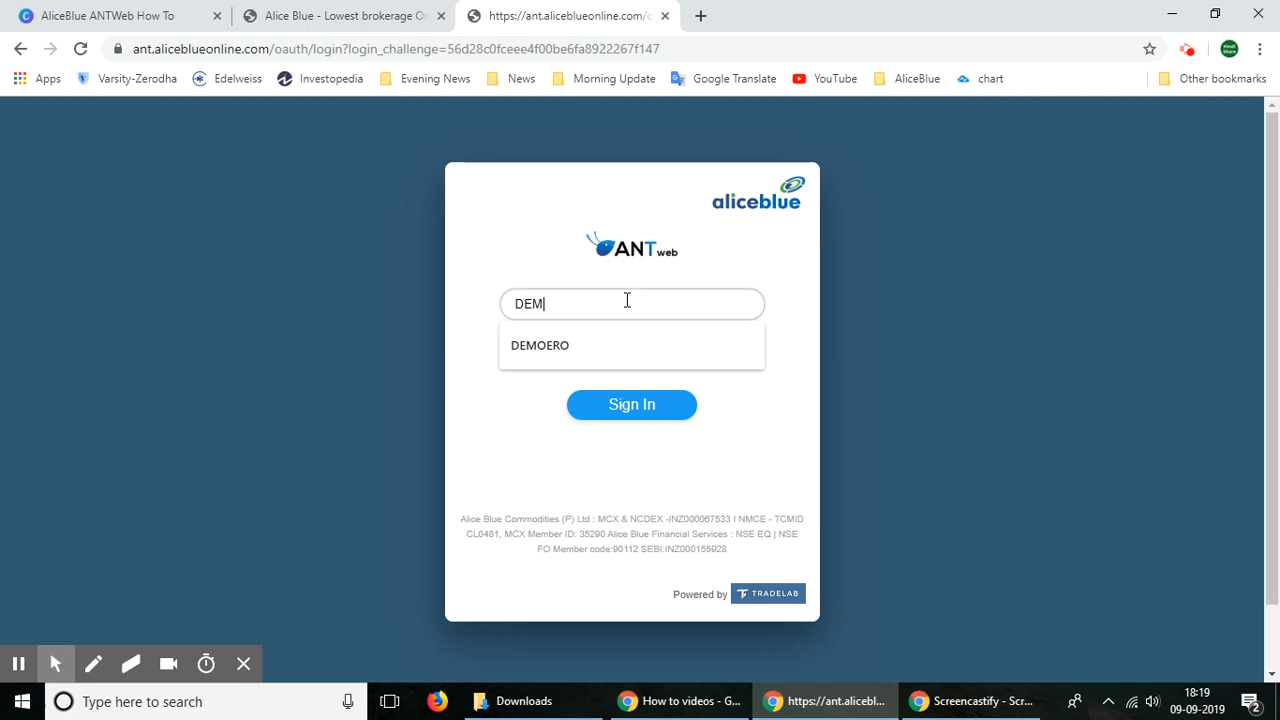 AliceBlue ANTWeb How To
Alice Blue - Lowest brokerage On
https://ant.aliceblueonline.com/o
ant.aliceblueonline.com/oauth/login?login_challenge=56d28c0fceee4f00be6fa8922267f147
Apps Varsity-Zerodha Edelweiss Investopedia Evening News News Morning Update Google Translate YouTube AliceBlue chart Other bookmarks
aliceblue
ANT web
DEM
DEMOERO
Sign In
Alice Blue Commodities (P) Ltd : MCX & NCDEX -INZ000067533 I NMCE - TCMID
CL0481, MCX Member ID: 35290 Alice Blue Financial Services : NSE EQ | NSE
FO Member code:90112 SEBI:INZ000155928
Powered by TRADELAB
Type here to search
Downloads
How to videos - G...
https://ant.alicebl...
Screencastify - Scr...
18:19
09-09-2019
2